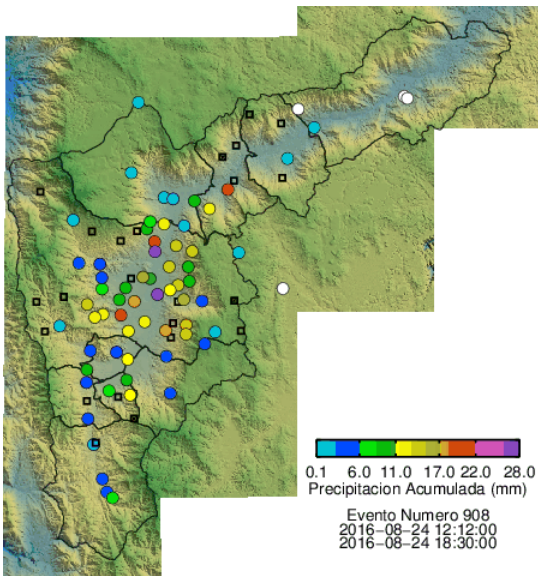 0.1 6.0 11.0 17.0 22.0 28.0
Precipitacion Acumulada (mm)
Evento Numero 908
2016-08-24 12:12:00
2016-08-24 18:30:00